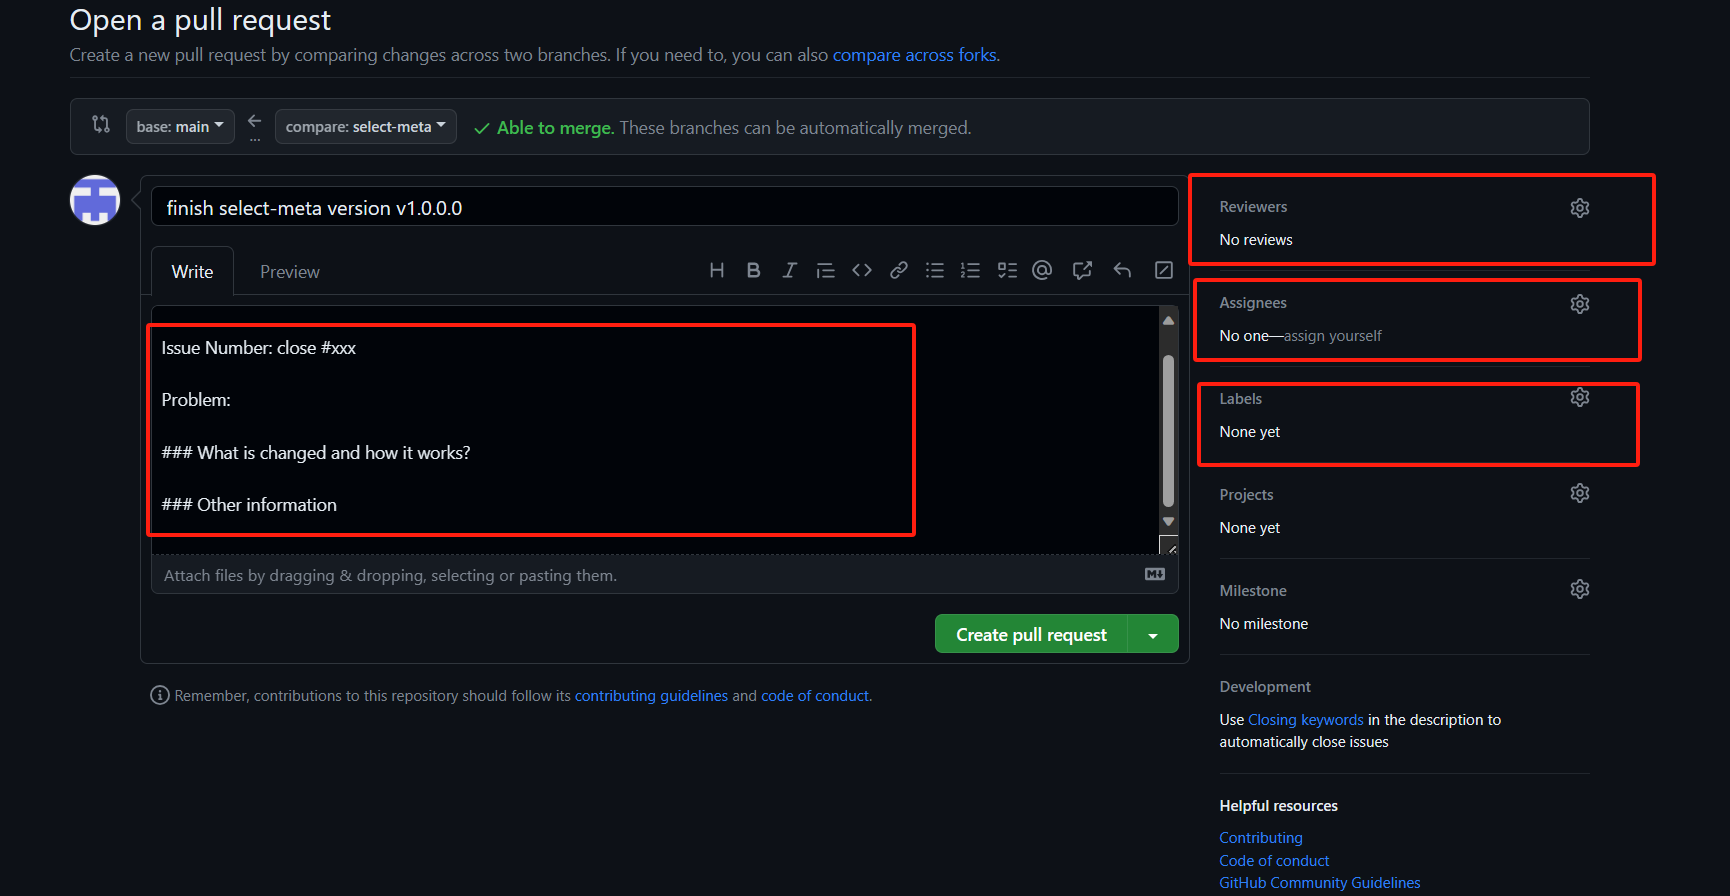 Open a pull request
Create a new pull request by comparing changes across two branches. If you need to, you can also compare across forks.
base: main
...
compare: select-meta
Able to merge. These branches can be automatically merged.
finish select-meta version v1.0.0.0
Write
Preview
Issue Number: close #xxx
Problem:
### What is changed and how it works?
### Other information
Attach files by dragging & dropping, selecting or pasting them.
Create pull request
Remember, contributions to this repository should follow its contributing guidelines and code of conduct.
Reviewers
No reviews
Assignees
No one—assign yourself
Labels
None yet
Projects
None yet
Milestone
No milestone
Development
Use Closing keywords in the description to
automatically close issues
Helpful resources
Contributing
Code of conduct
GitHub Community Guidelines